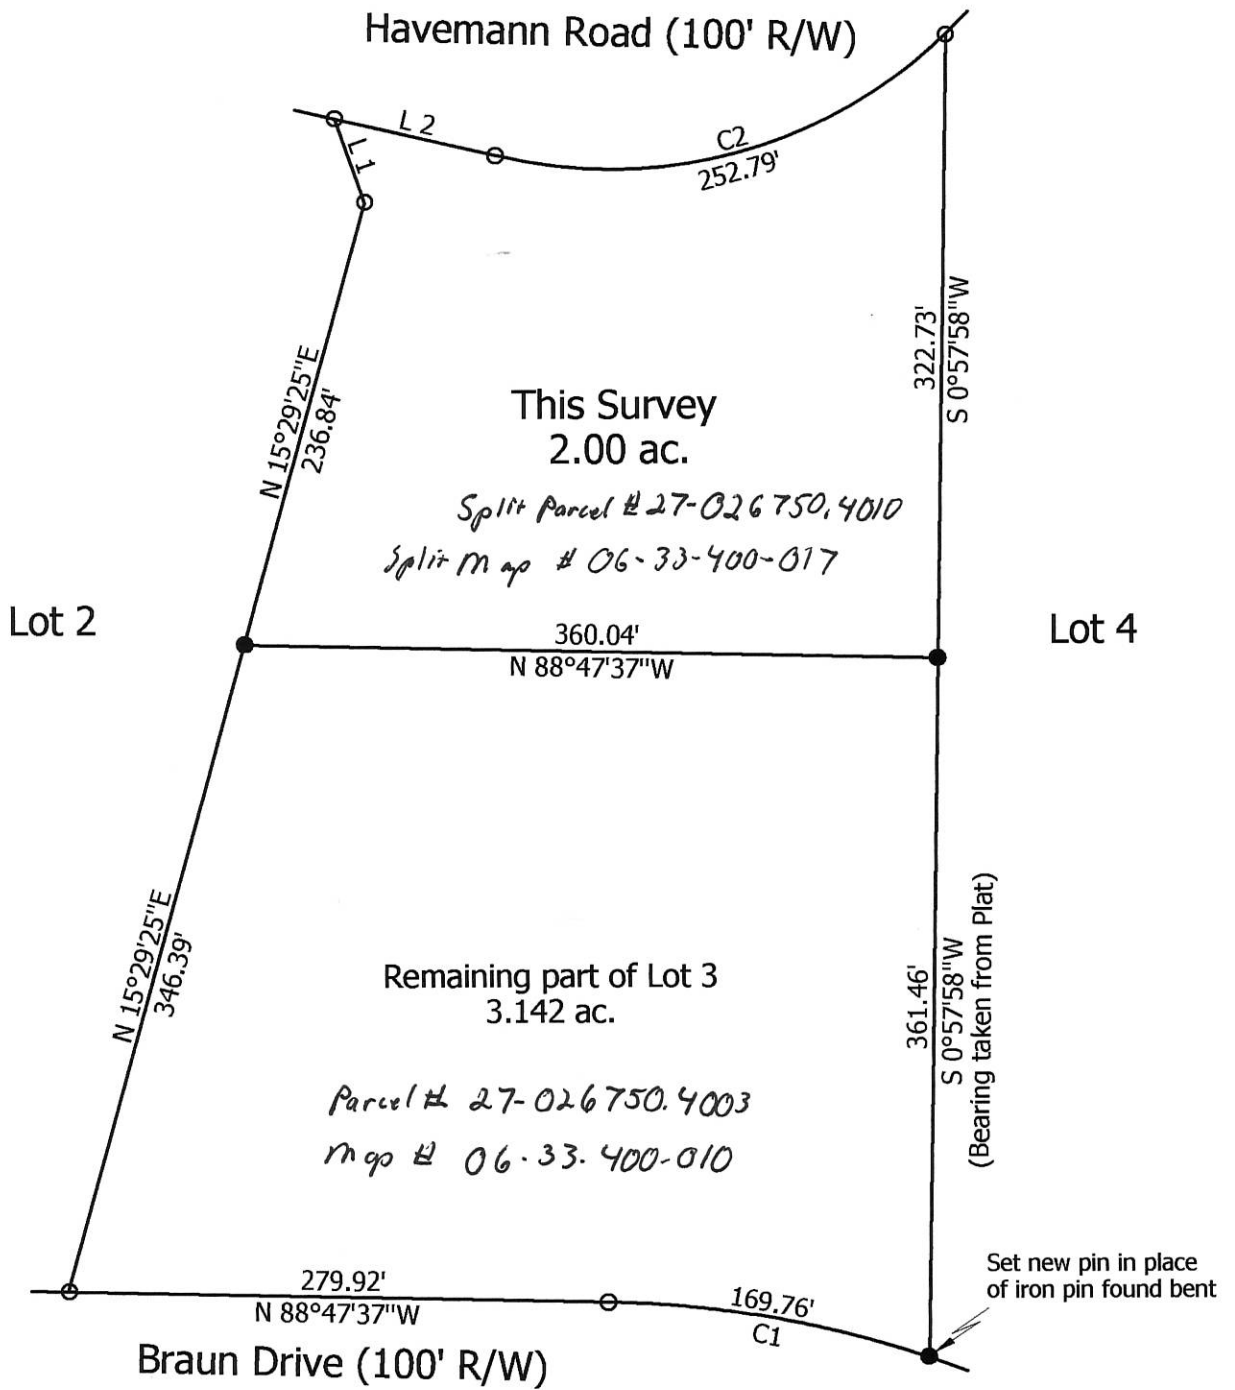 Havemann Road (100' R/W)
L 2
L 1
C2
252.79'
322.73'
S 0°57'58"W
N 15°29'25"E
236.84'
This Survey
2.00 ac.
Split Parcel # 27-026750.4010
Split Map # 06-33-400-017
Lot 2
360.04'
N 88°47'37"W
Lot 4
N 15°29'25"E
346.39'
Remaining part of Lot 3
3.142 ac.
361.46'
S 0°57'58"W
(Bearing taken from Plat)
Parcel # 27-026750.4003
Map # 06-33-400-010
Set new pin in place
of iron pin found bent
279.92'
N 88°47'37"W
169.76'
C1
Braun Drive (100' R/W)